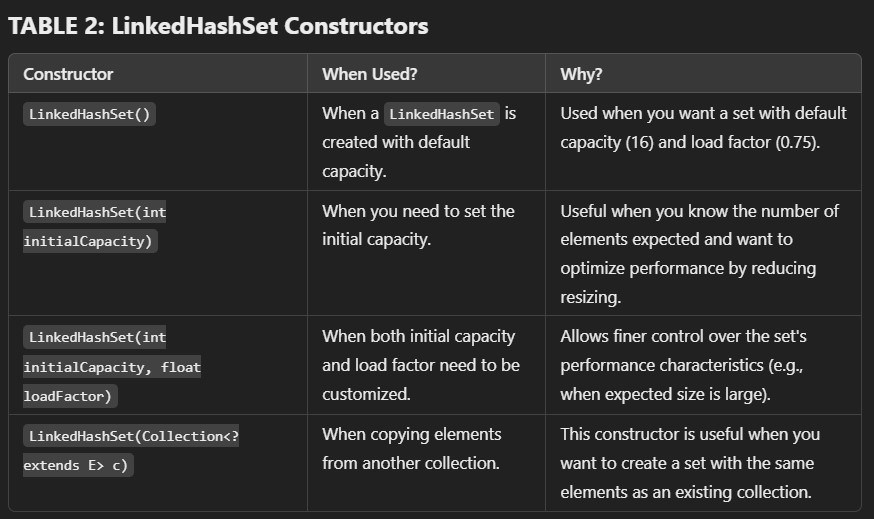 TABLE 2: LinkedHashSet Constructors
Constructor
When Used?
Why?
LinkedHashSet()
When a LinkedHashSet is
created with default
capacity.
Used when you want a set with default
capacity (16) and load factor (0.75).
LinkedHashSet(int
initialCapacity)
When you need to set the
initial capacity.
Useful when you know the number of
elements expected and want to
optimize performance by reducing
resizing.
LinkedHashSet(int
initialCapacity, float
loadFactor)
When both initial capacity
and load factor need to be
customized.
Allows finer control over the set's
performance characteristics (e.g.,
when expected size is large).
LinkedHashSet(Collection<?
extends E> c)
When copying elements
from another collection.
This constructor is useful when you
want to create a set with the same
elements as an existing collection.